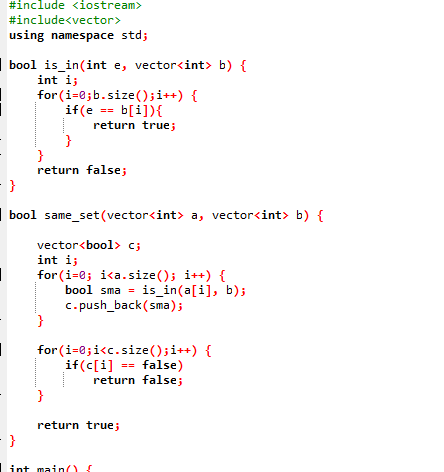 #include <iostream>
#include<vector>
using namespace std;
bool is_in(int e, vector<int> b) {
int i;
for(i=0;b.size();i++) {
if(e == b[i]){
return true;
}
}
return false;
}
bool same_set(vector<int> a, vector<int> b) {
vector<bool> c;
int i;
for(i=0; i<a.size(); i++) {
bool sma = is_in(a[i], b);
c.push_back(sma);
}
for(i=0;i<c.size();i++) {
if(c[i] == false)
return false;
}
return true;
}
int main() {